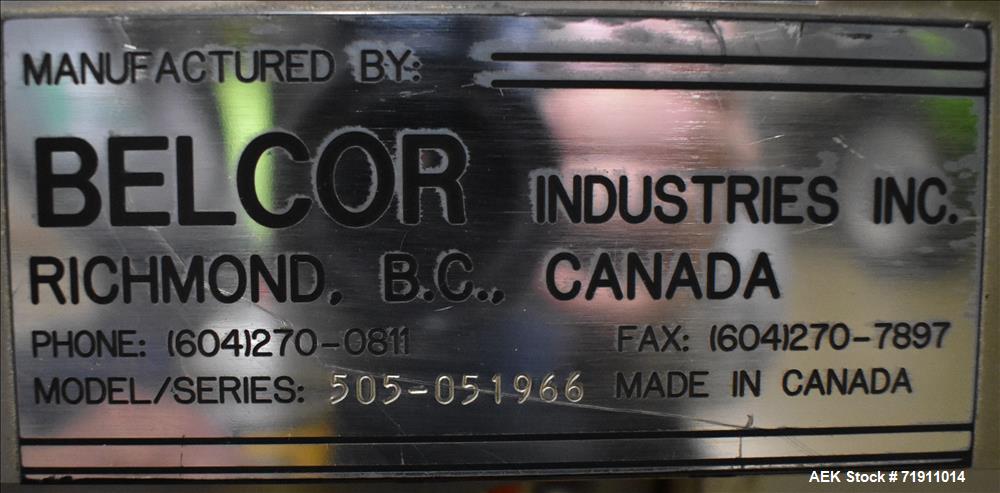 MANUFACTURED BY:
BELCOR INDUSTRIES INC.
RICHMOND, B.C., CANADA
PHONE: (604)270-0811 FAX: (604)270-7897
MODEL/SERIES: 505-051966 MADE IN CANADA
AEK Stock # 71911014